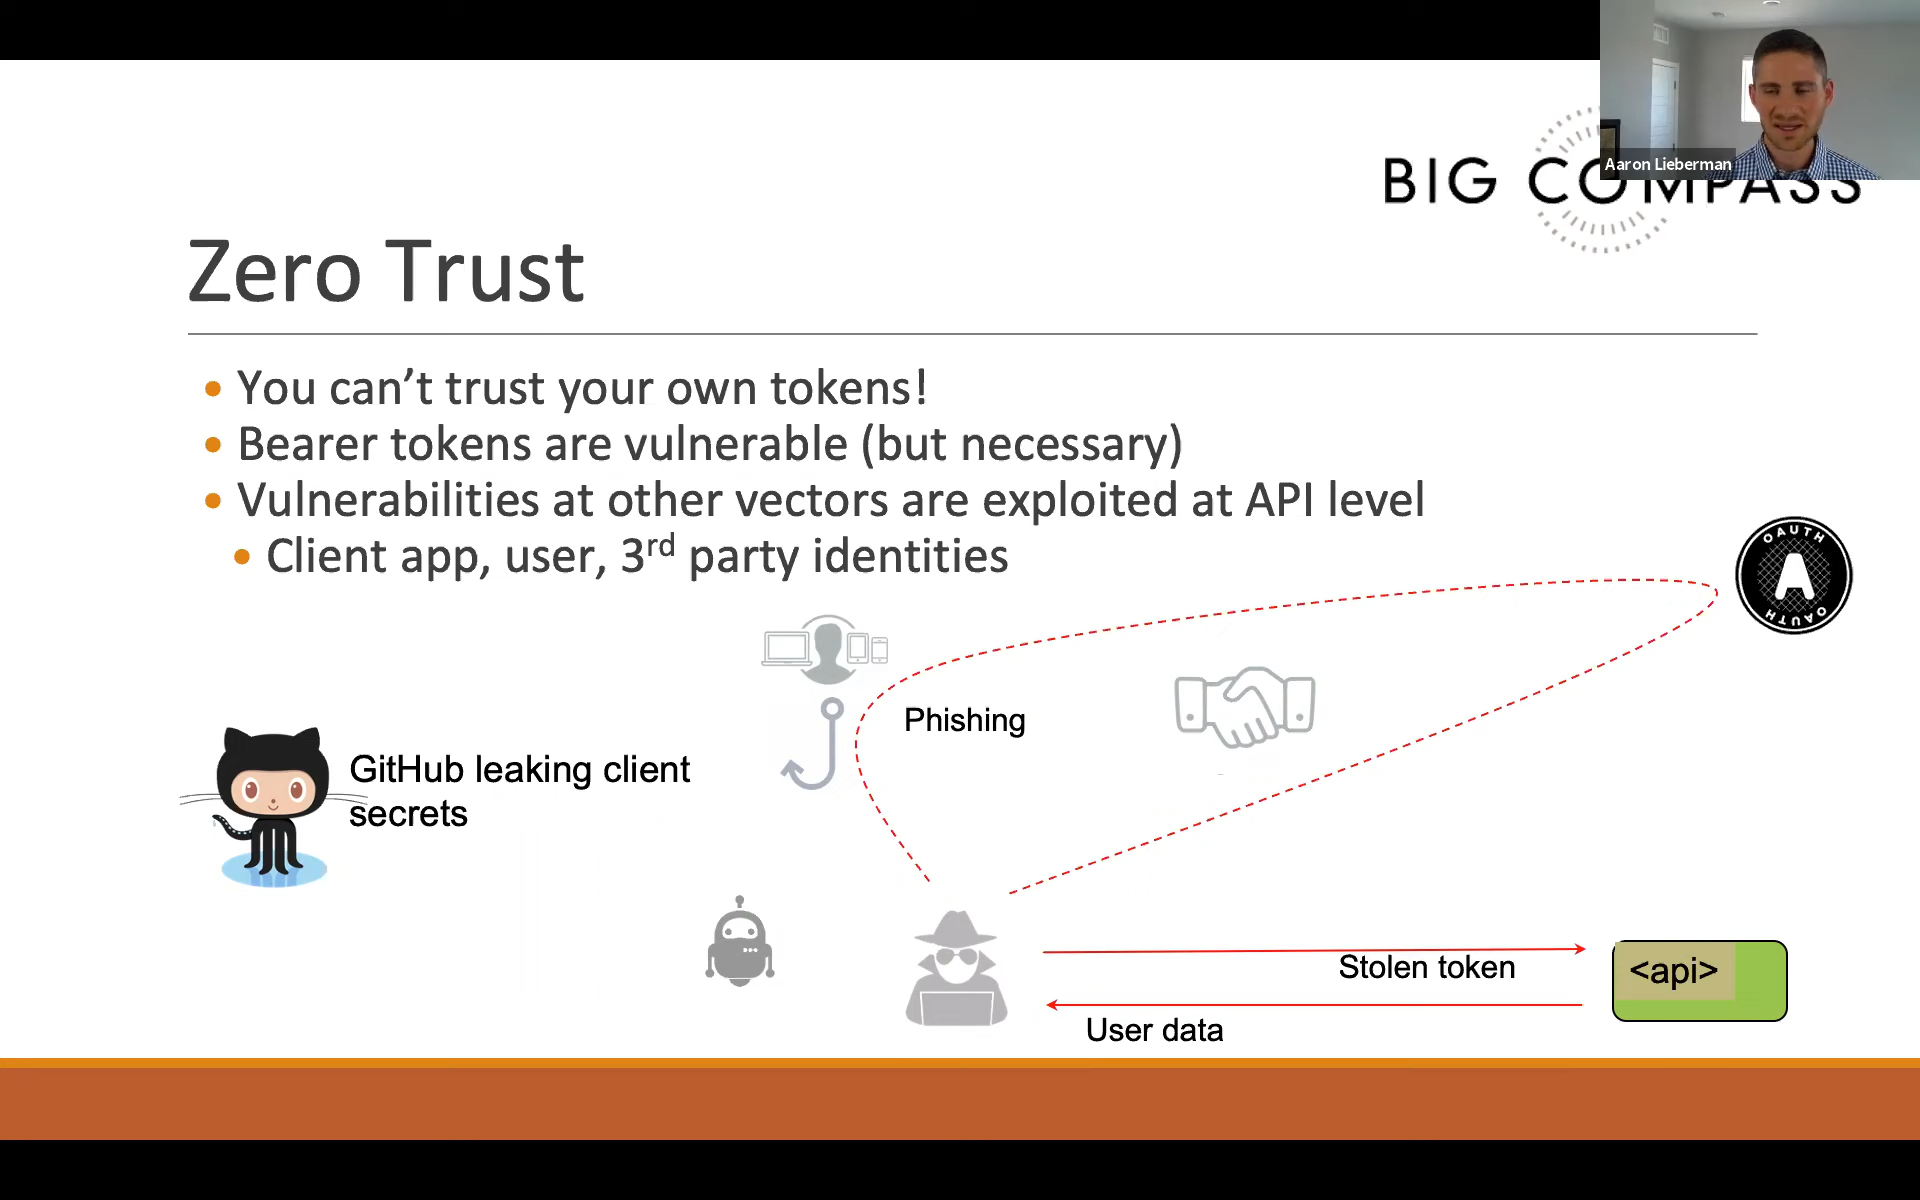 Aaron Lieberman
BIG COMPASS
Zero Trust
You can’t trust your own tokens!
Bearer tokens are vulnerable (but necessary)
Vulnerabilities at other vectors are exploited at API level
Client app, user, 3rd party identities
OAUTH
A
OAUTH
Phishing
GitHub leaking client
secrets
Stolen token
<api>
User data